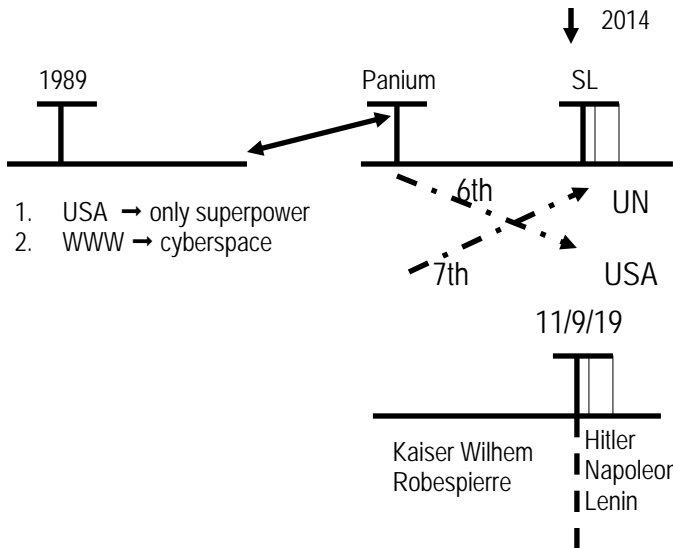 2014
1989
Panium
SL
1. USA → only superpower
2. WWW → cyberspace
6th
UN
7th
USA
11/9/19
Kaiser Wilhem
Robespierre
Hitler
Napoleor
Lenin